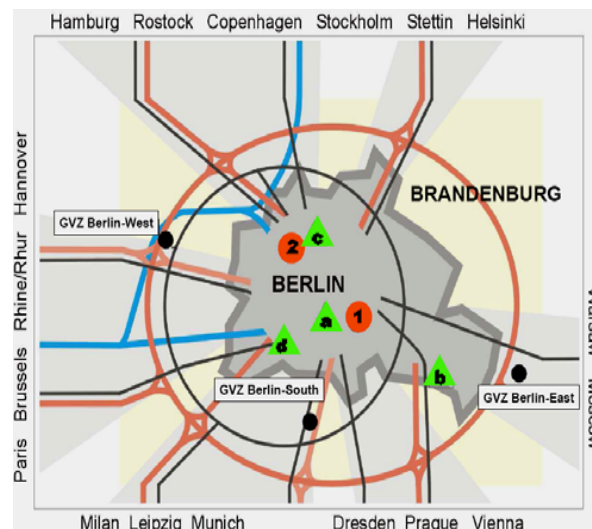 Hamburg Rostock Copenhagen Stockholm Stettin Helsinki
Hannover
Rhine/Rhur
Brussels
Paris
BRANDENBURG
GVZ Berlin-West
2
c
BERLIN
a
1
d
b
GVZ Berlin-South
GVZ Berlin-East
Milan Leipzig Munich Dresden Prague Vienna